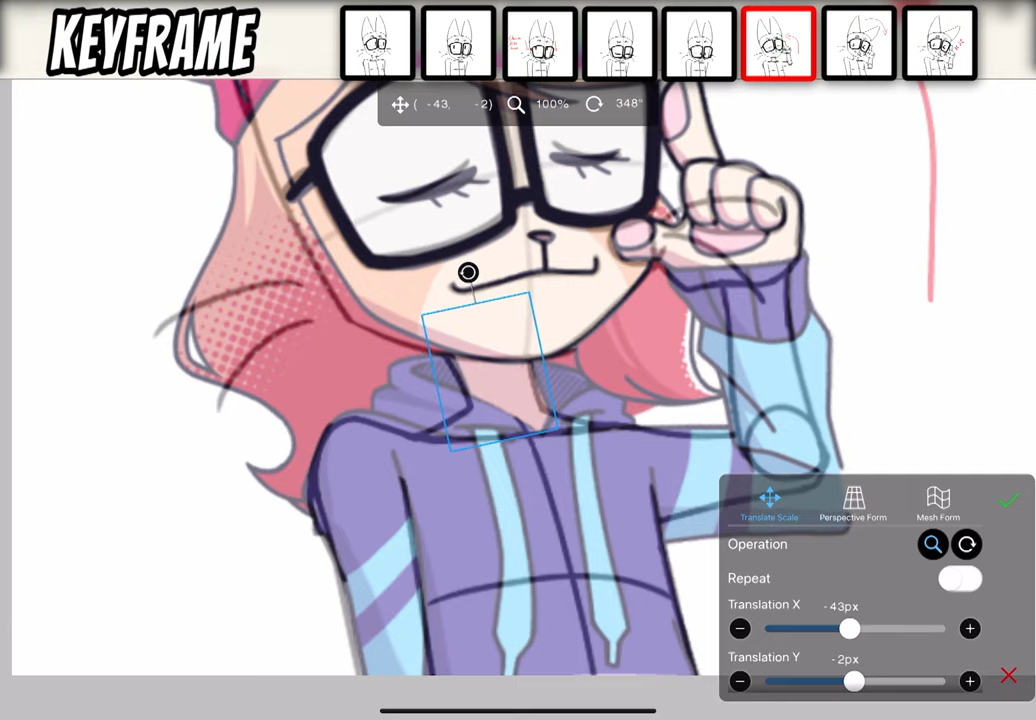 KEYFRAME
( -43, -2) 100% 348°
Translate Scale Perspective Form Mesh Form
Operation
Repeat
Translation X -43px
Translation Y -2px